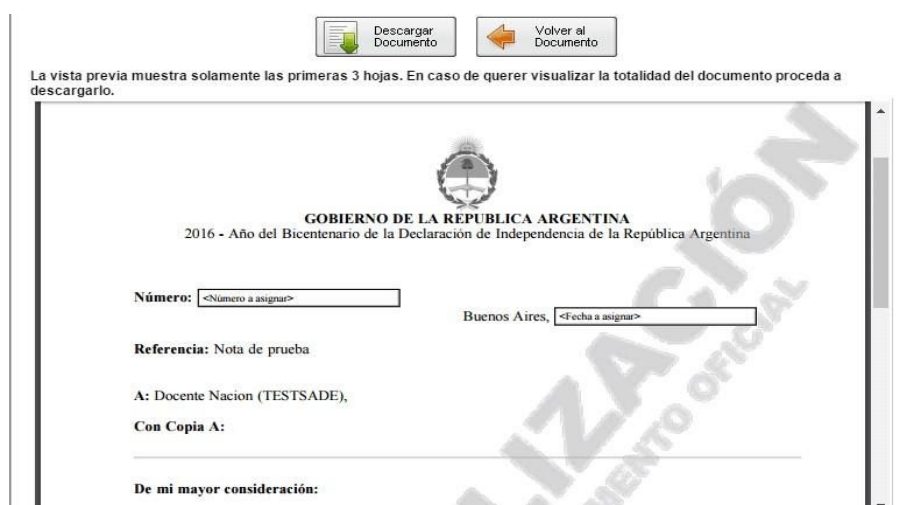 Descargar
Documento
Volver al
Documento
La vista previa muestra solamente las primeras 3 hojas. En caso de querer visualizar la totalidad del documento proceda a
descargarlo.
GOBIERNO DE LA REPUBLICA ARGENTINA
2016 - Año del Bicentenario de la Declaración de Independencia de la República Argentina
Número: <Número a asignar>
Buenos Aires, <Fecha a asignar>
Referencia: Nota de prueba
A: Docente Nacion (TESTSADE),
Con Copia A:
De mi mayor consideración:
OFICIAL